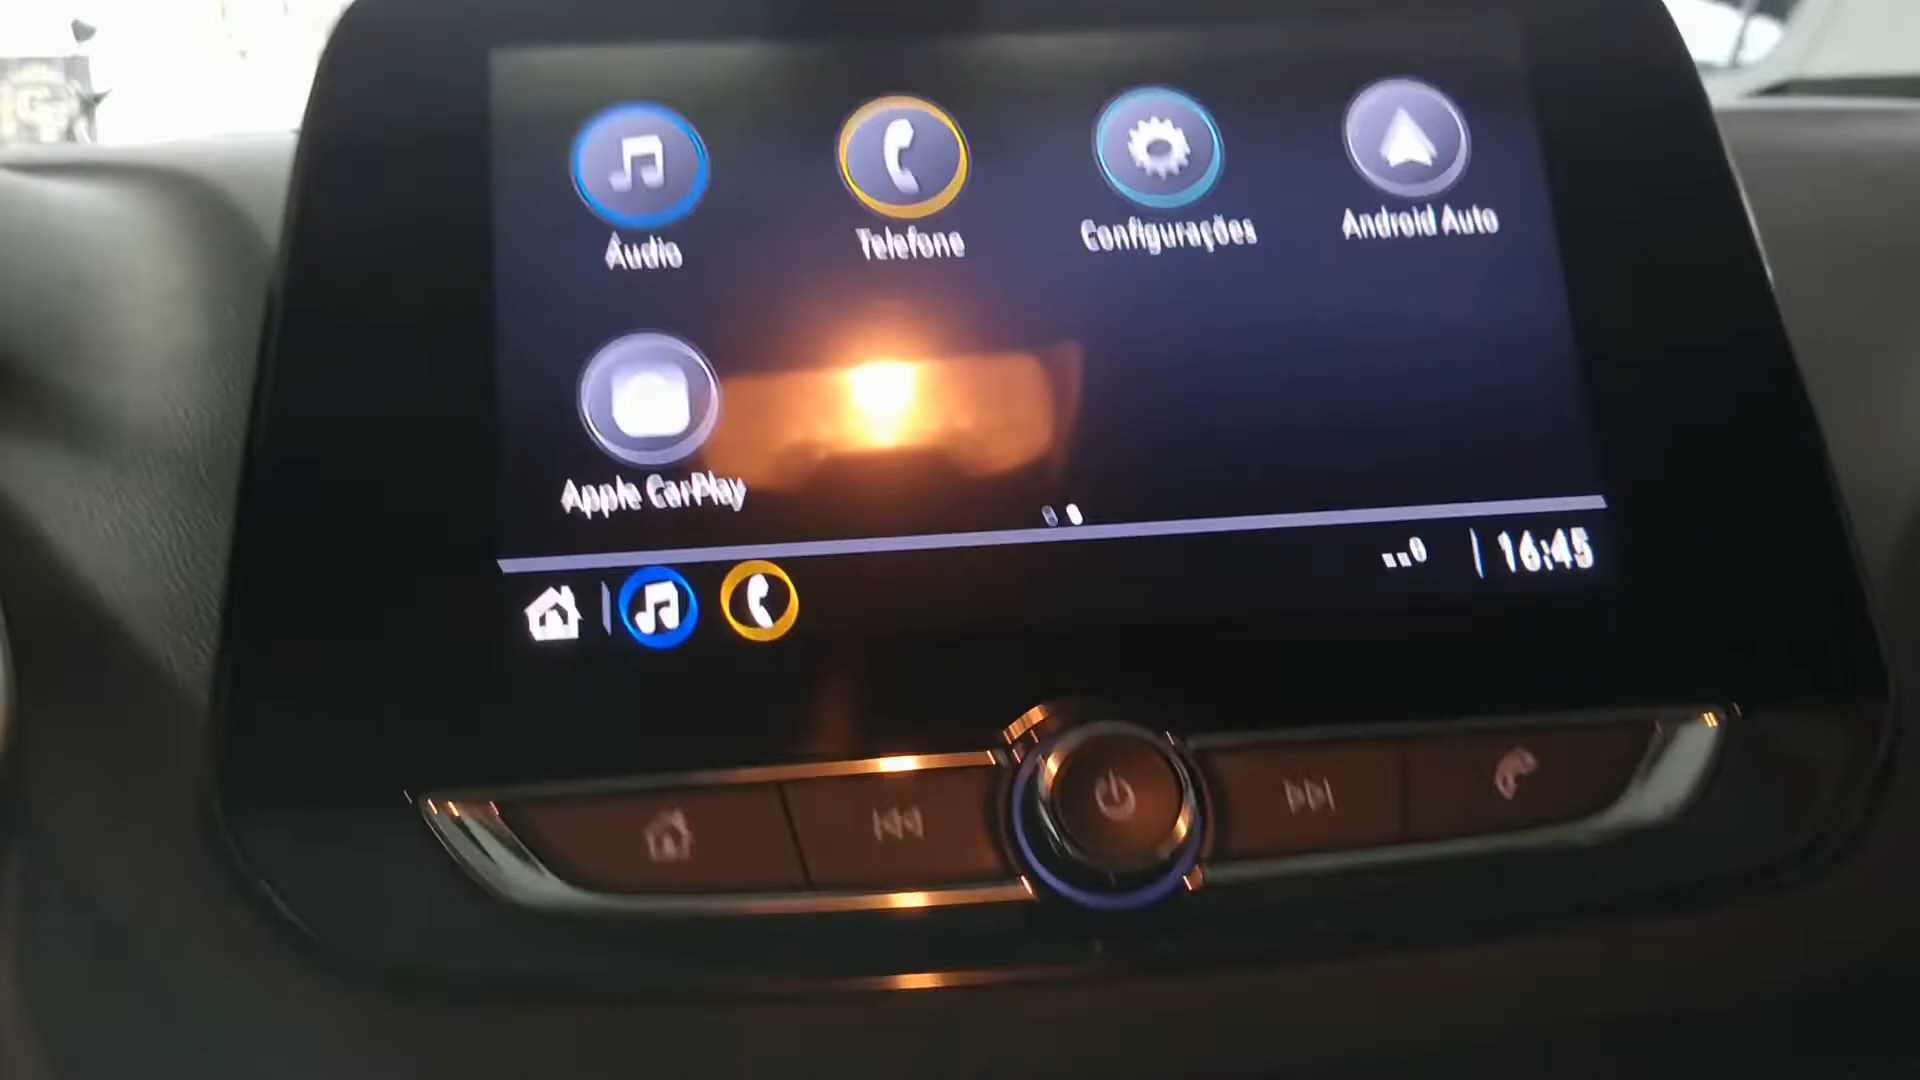 Áudio
Telefone
Configurações
Android Auto
Apple CarPlay
16:45